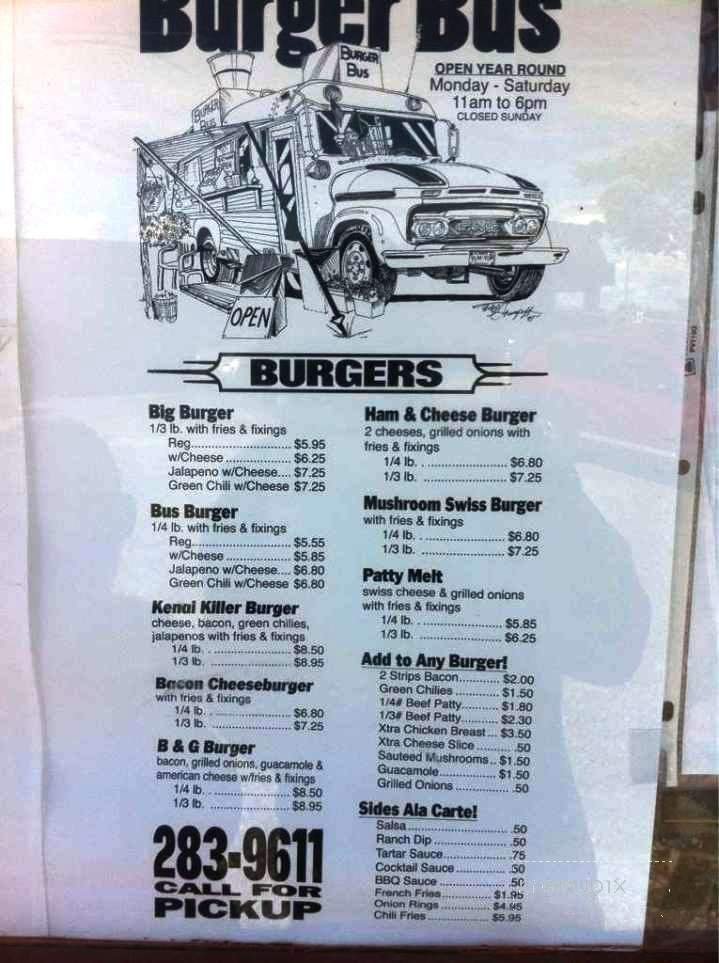 Burger Bus
BURGER
BUS
BURGER
BUS
OPEN
OPEN YEAR ROUND
Monday - Saturday
11am to 6pm
CLOSED SUNDAY
BURGERS
Big Burger
1/3 lb. with fries & fixings
Reg............................ $5.95
w/Cheese .................. $6.25
Jalapeno w/Cheese.... $7.25
Green Chili w/Cheese $7.25
Bus Burger
1/4 lb. with fries & fixings
Reg............................ $5.55
w/Cheese .................. $5.85
Jalapeno w/Cheese.... $6.80
Green Chili w/Cheese $6.80
Kenai Killer Burger
cheese, bacon, green chilies,
jalapenos with fries & fixings
1/4 lb. . ....................... $8.50
1/3 lb. ........................ $8.95
Bacon Cheeseburger
with fries & fixings
1/4 lb. . ....................... $6.80
1/3 lb. ........................ $7.25
B & G Burger
bacon, grilled onions, guacamole &
american cheese w/fries & fixings
1/4 lb. . ....................... $8.50
1/3 lb. ........................ $8.95
283-9611
CALL FOR
PICKUP
Ham & Cheese Burger
2 cheeses, grilled onions with
fries & fixings
1/4 lb. . ....................... $6.80
1/3 lb. ........................ $7.25
Mushroom Swiss Burger
with fries & fixings
1/4 lb. . ....................... $6.80
1/3 lb. ........................ $7.25
Patty Melt
swiss cheese & grilled onions
with fries & fixings
1/4 lb. . ....................... $5.85
1/3 lb. ........................ $6.25
Add to Any Burger!
2 Strips Bacon............ $2.00
Green Chilies ............ $1.50
1/4# Beef Patty.......... $1.80
1/3# Beef Patty.......... $2.30
Xtra Chicken Breast ... $3.50
Xtra Cheese Slice ......... .50
Sauteed Mushrooms.. $1.50
Guacamole................. $1.50
Grilled Onions ............... .50
Sides Ala Carte!
Salsa ............................ .50
Ranch Dip ..................... .50
Tartar Sauce.................. .75
Cocktail Sauce .............. .50
BBQ Sauce ................... .50
French Fries............... $1.95
Onion Rings ............... $4.95
Chili Fries ................... $5.95